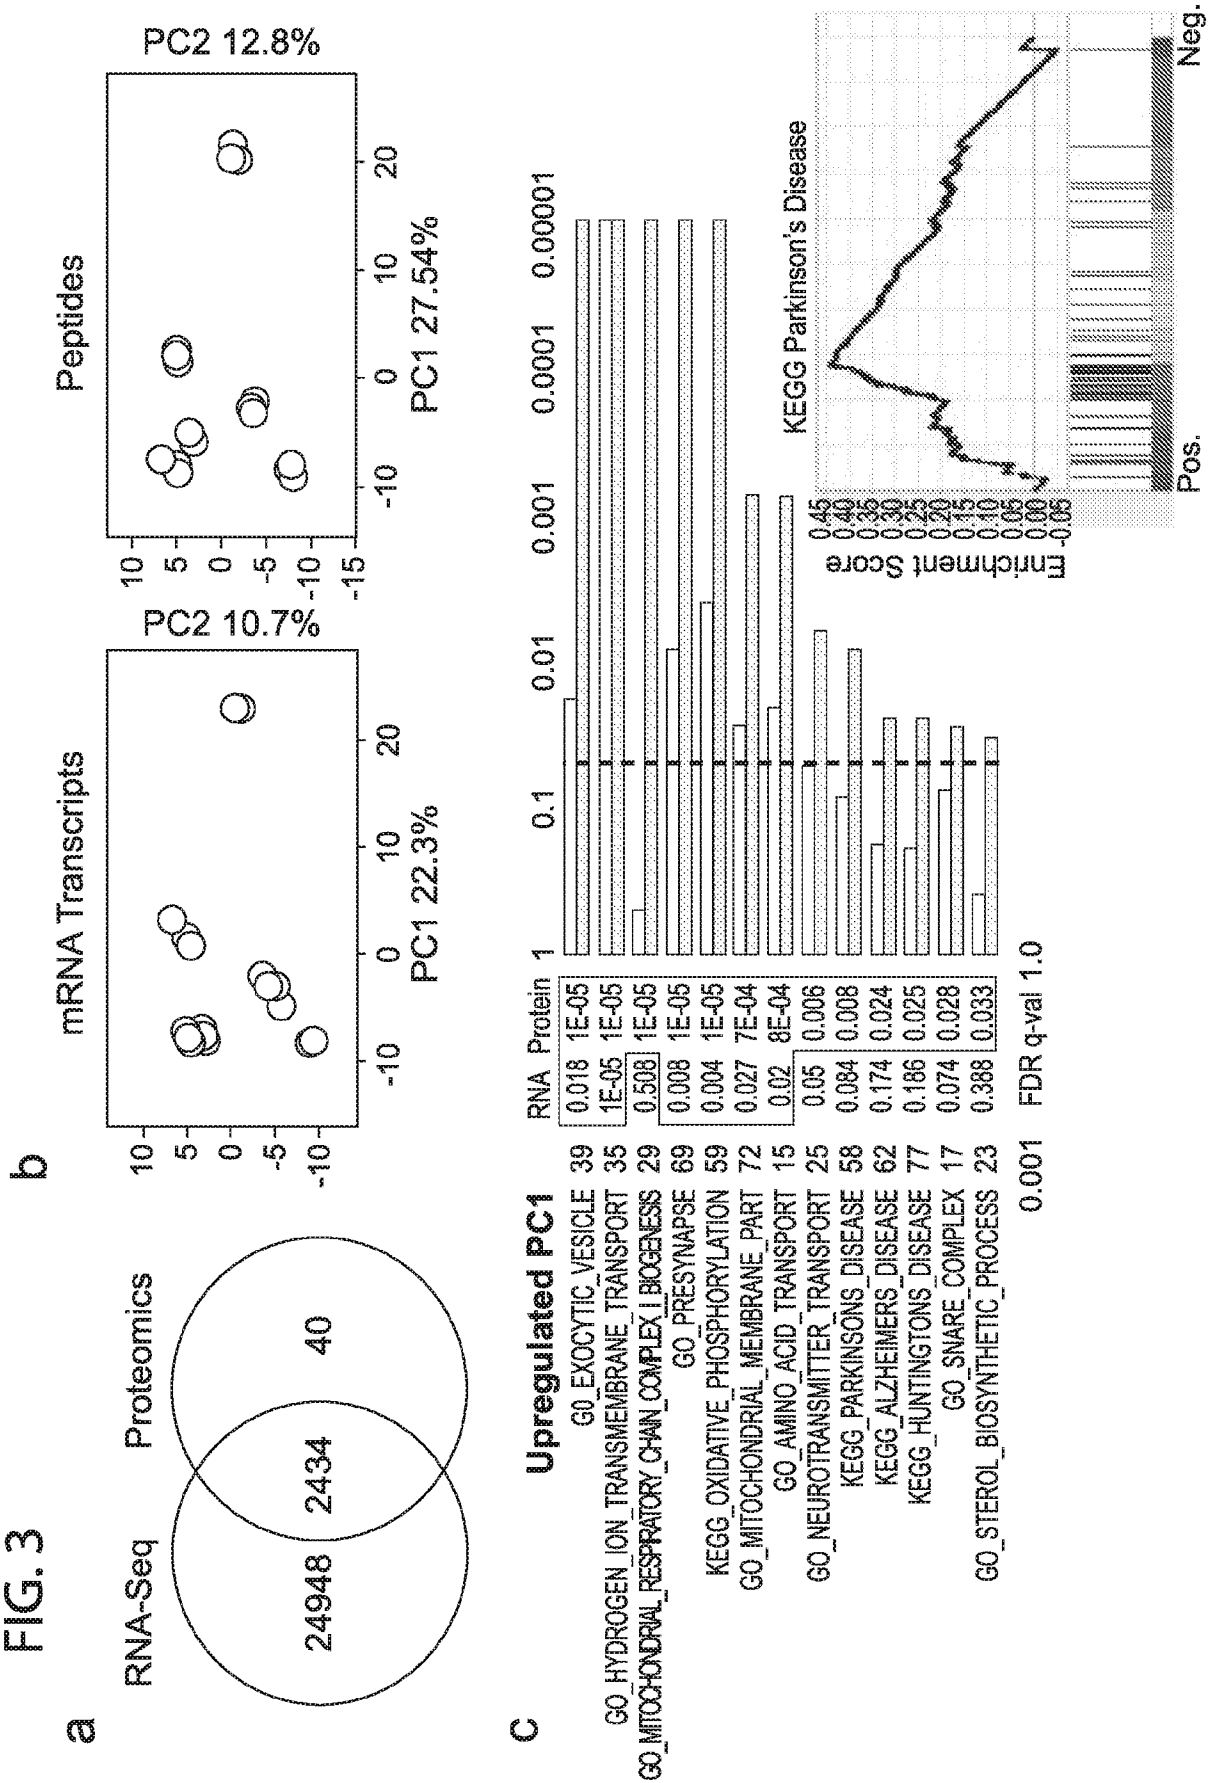 FIG. 3
a
RNA-Seq
Proteomics
24948
2434
40
b
mRNA Transcripts
10
5
0
-5
-10
-10
0
10
20
PC1 22.3%
PC2 10.7%
Peptides
10
5
0
-5
-10
-15
-10
0
10
20
PC1 27.54%
PC2 12.8%
c
Upregulated PC1
RNA Protein
1
0.1
0.01
0.001
0.0001
0.00001
G0_EXOCYTIC_VESICLE 39 0.018 1E-05
GO_HYDROGEN_ION_TRANSMEMBRANE_TRANSPORT 35 1E-05 1E-05
GO_MITOCHONDRIAL_RESPIRATORY_CHAIN_COMPLEX_I_BIOGENESIS 29 0.508 1E-05
GO_PRESYNAPSE 69 0.008 1E-05
KEGG_OXIDATIVE_PHOSPHORYLATION 59 0.004 1E-05
GO_MITOCHONDRIAL_MEMBRANE_PART 72 0.027 7E-04
GO_AMINO_ACID_TRANSPORT 15 0.02 8E-04
GO_NEUROTRANSMITTER_TRANSPORT 25 0.05 0.006
KEGG_PARKINSONS_DISEASE 58 0.084 0.008
KEGG_ALZHEIMERS_DISEASE 62 0.174 0.024
KEGG_HUNTINGTONS_DISEASE 77 0.186 0.025
GO_SNARE_COMPLEX 17 0.074 0.028
GO_STEROL_BIOSYNTHETIC_PROCESS 23 0.388 0.033
0.001 FDR q-val 1.0
KEGG Parkinson's Disease
Enrichment Score
0.45
0.40
0.35
0.30
0.25
0.20
0.15
0.10
0.05
0.00
-0.05
Pos.
Neg.